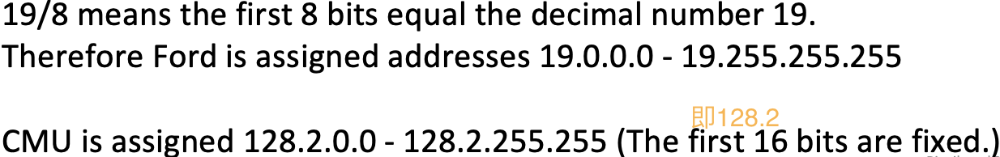 19/8 means the first 8 bits equal the decimal number 19.
Therefore Ford is assigned addresses 19.0.0.0 - 19.255.255.255
即128.2
CMU is assigned 128.2.0.0 - 128.2.255.255 (The first 16 bits are fixed.)